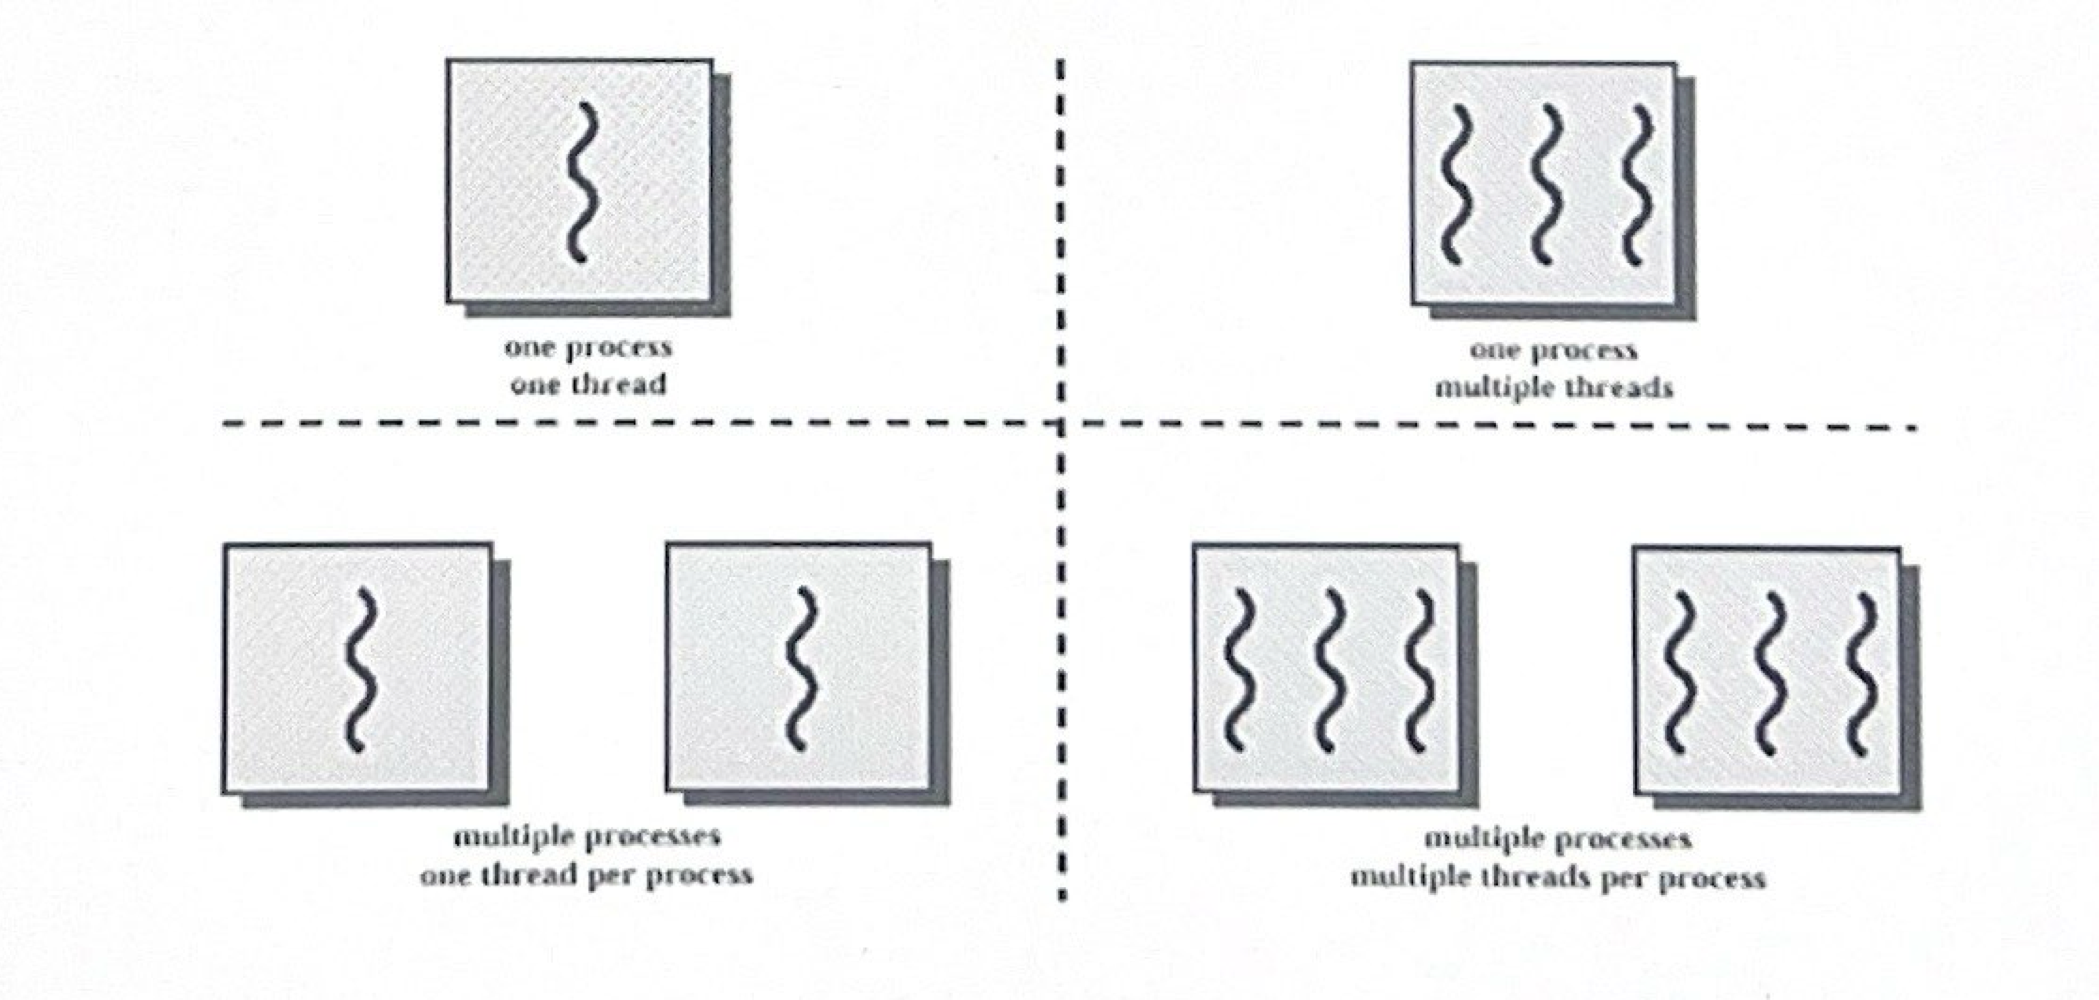 one process
one thread
one process
multiple threads
multiple processes
one thread per process
multiple processes
multiple threads per process